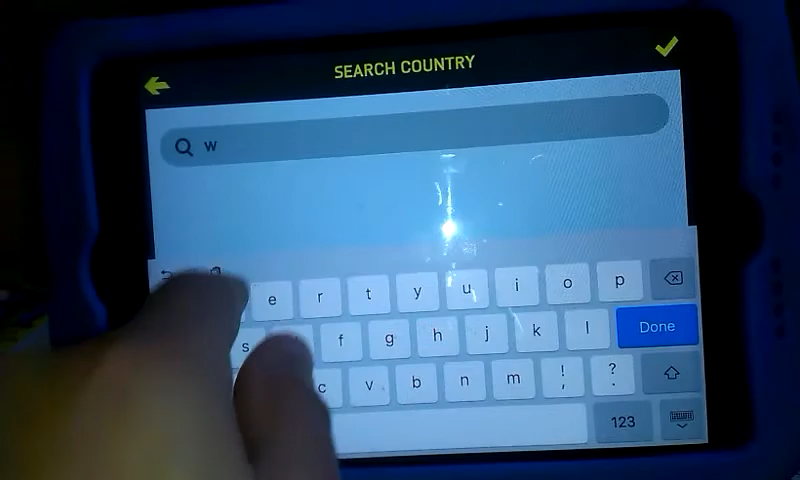 SEARCH COUNTRY
w
e r t y u i o p
s f g h j k l Done
c v b n m ! , ? .
123